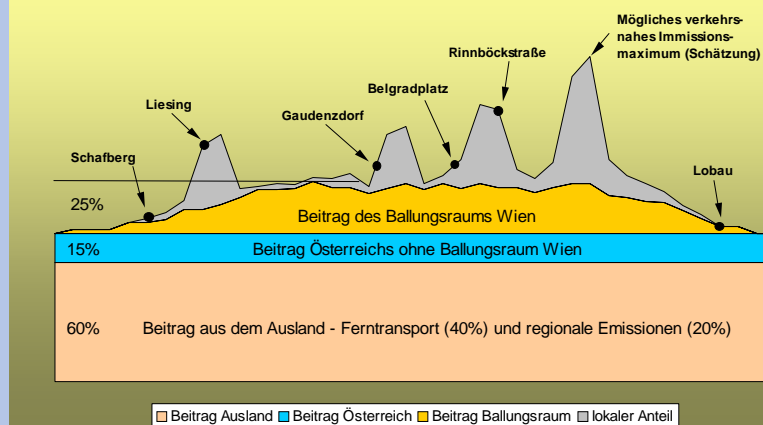 Mögliches verkehrs-
nahes Immissions-
maximum (Schätzung)
Rinnböckstraße
Belgradplatz
Liesing
Gaudenzdorf
Schafberg
Lobau
25%
Beitrag des Ballungsraums Wien
15%
Beitrag Österreichs ohne Ballungsraum Wien
60%
Beitrag aus dem Ausland - Ferntransport (40%) und regionale Emissionen (20%)
Beitrag Ausland
Beitrag Österreich
Beitrag Ballungsraum
lokaler Anteil